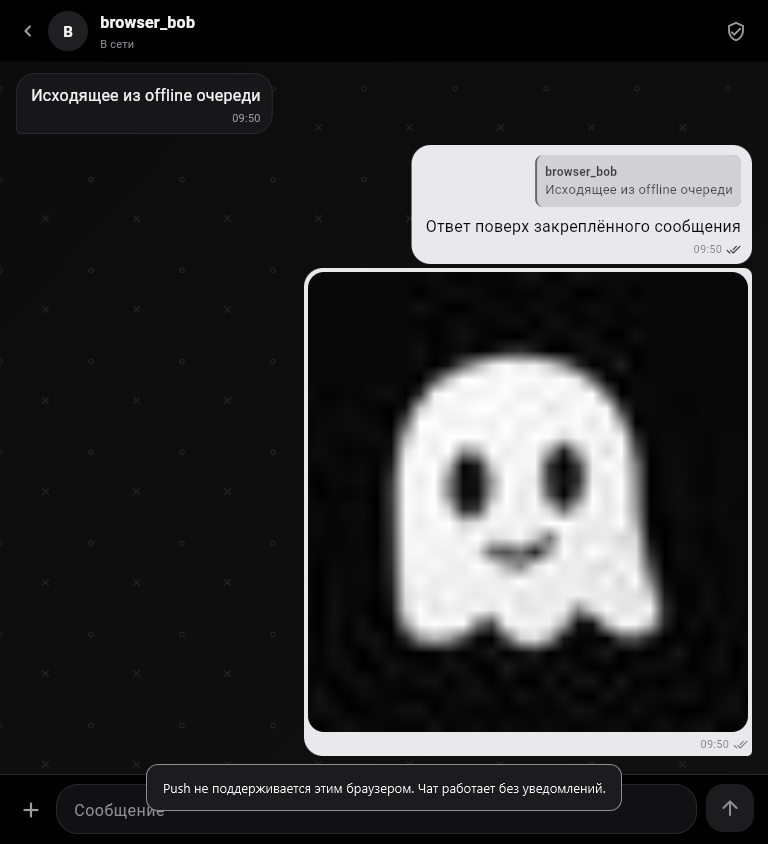 B
browser_bob
В сети
Исходящее из offline очереди
09:50
browser_bob
Исходящее из offline очереди
Ответ поверх закреплённого сообщения
09:50
09:50
Push не поддерживается этим браузером. Чат работает без уведомлений.
Сообщение